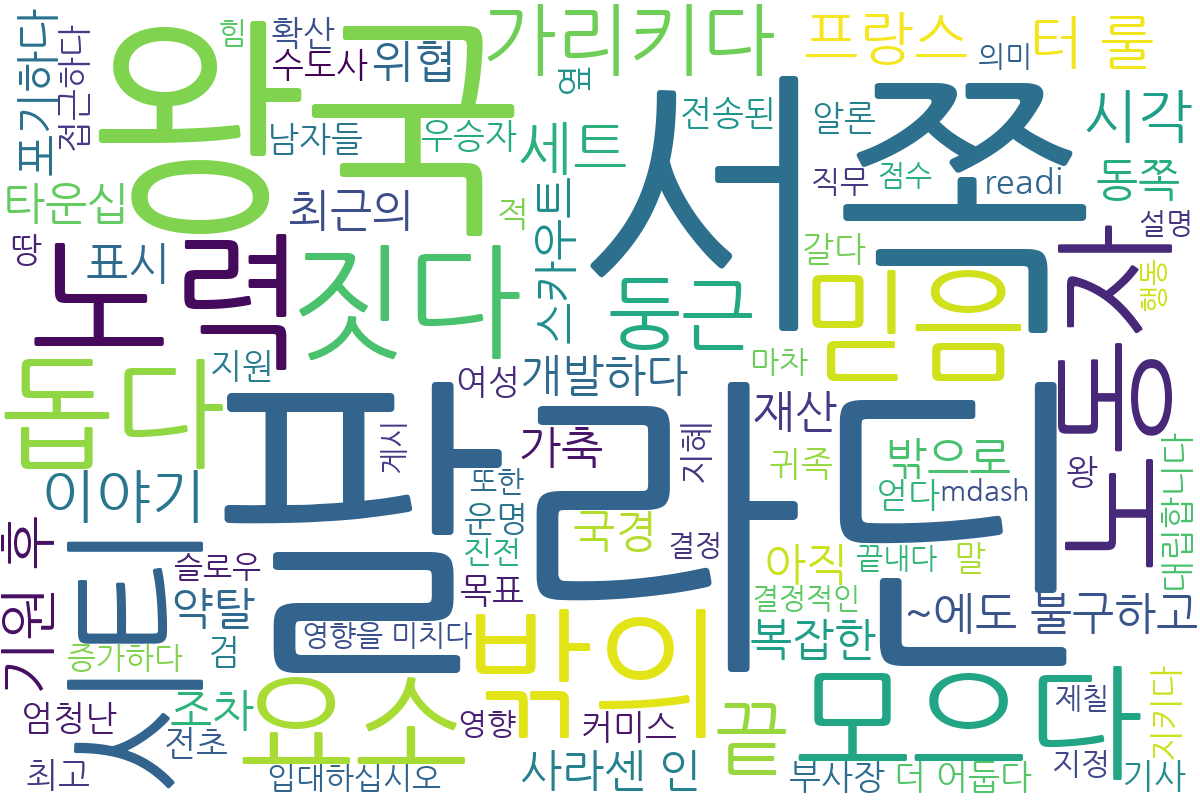 힘
확산
가리키다
프랑스
의미
터 룰
표기하다
접근하다
왕국
수도사
위협
옆
서쪽
전송된
알론
시각
남자들
우승자
세트
직무
점수
readi
동쪽
타운십
최근의
적
스카우트
땅
노력
표시
짓다
둥근
갈다
믿음
노동자
설명
행동
돕다
지원
여성
개발하다
마차
재산
팔라딘
게시
가축
지혜
귀족
밖으로
왕
이야기
또한
얻다
mdash
대립합니다
운명
국경
기원 후
시티
슬로우
진전
결정
아직
끝내다
말
약탈
목표
결정적인
~에도 불구하고
증가하다
검
영향을 미치다
밖의
복잡한
엄청난
조차
요소
영향
커미스
끝
모으다
제칠
지키다
전초
최고
입대하십시오
사라센 인
부사장
더 어둡다
지정
기사